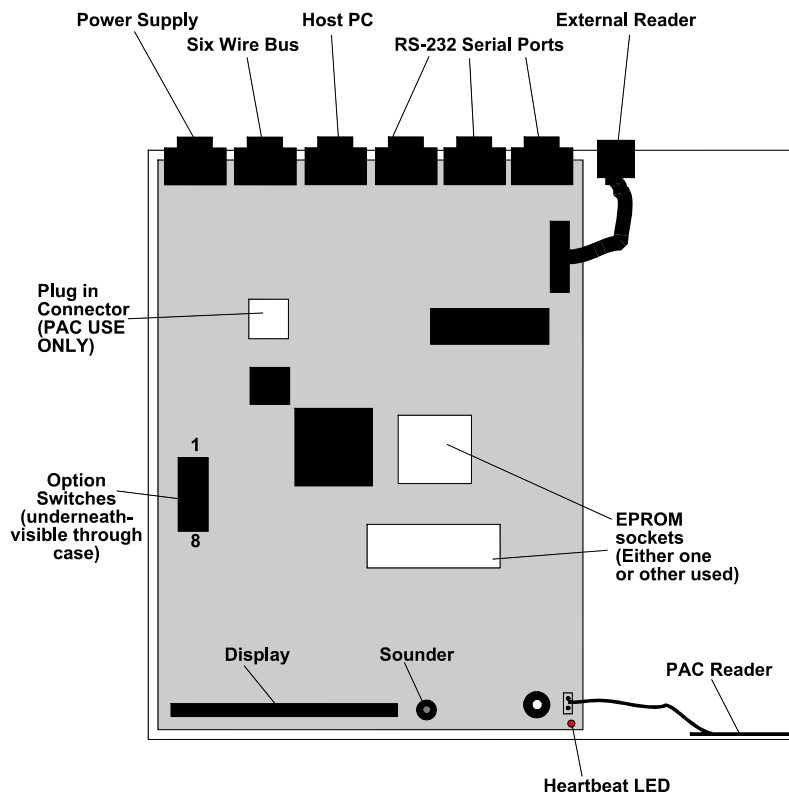 Power Supply
Six Wire Bus
Host PC
RS-232 Serial Ports
External Reader
Plug in
Connector
(PAC USE
ONLY)
1
Option
Switches
(underneath-
visible through
case)
8
EPROM
sockets
(Either one
or other used)
Display
Sounder
PAC Reader
Heartbeat LED